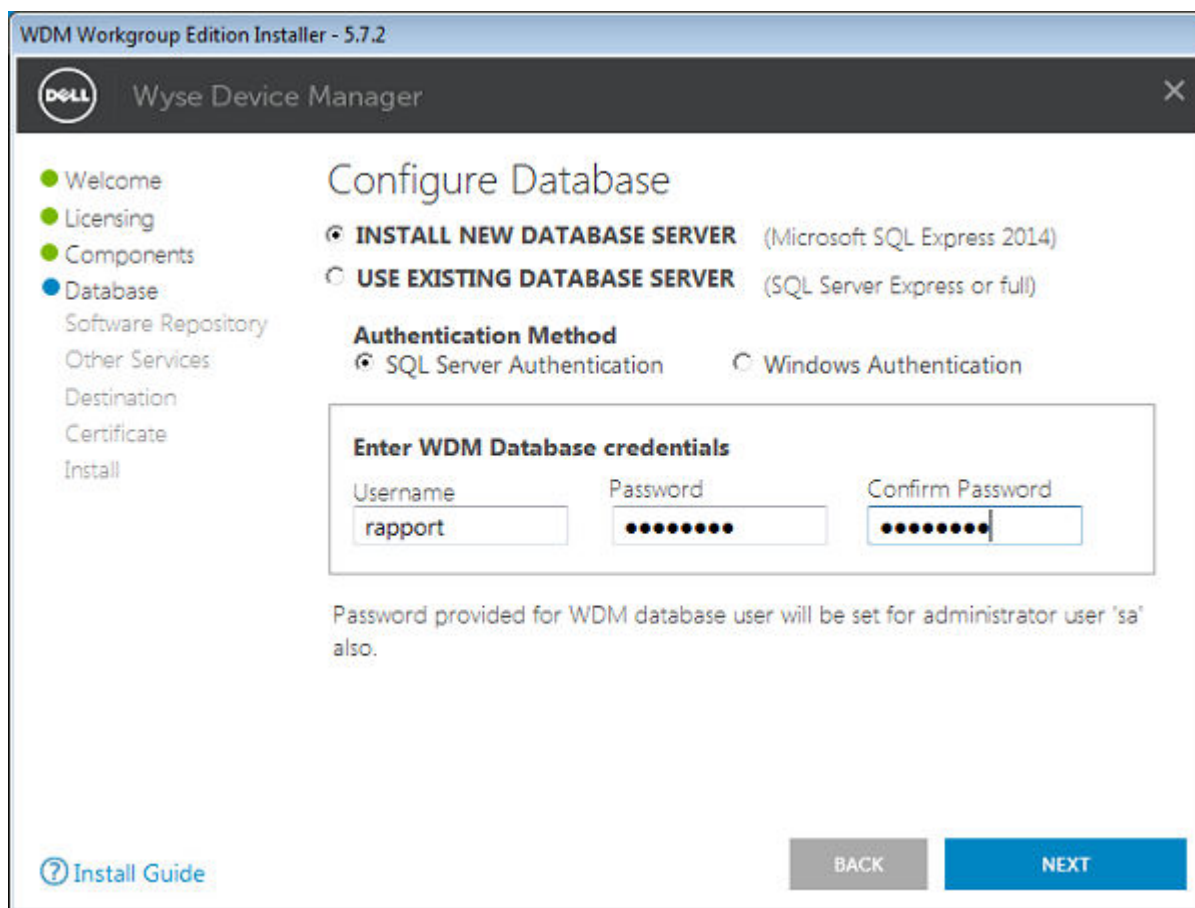 WDM Workgroup Edition Installer - 5.7.2
DELL
Wyse Device Manager
Welcome
Licensing
Components
Database
Software Repository
Other Services
Destination
Certificate
Install
Configure Database
INSTALL NEW DATABASE SERVER (Microsoft SQL Express 2014)
USE EXISTING DATABASE SERVER (SQL Server Express or full)
Authentication Method
SQL Server Authentication Windows Authentication
Enter WDM Database credentials
Username Password Confirm Password
rapport ●●●●●●●● ●●●●●●●●
Password provided for WDM database user will be set for administrator user 'sa'
also.
? Install Guide
BACK NEXT